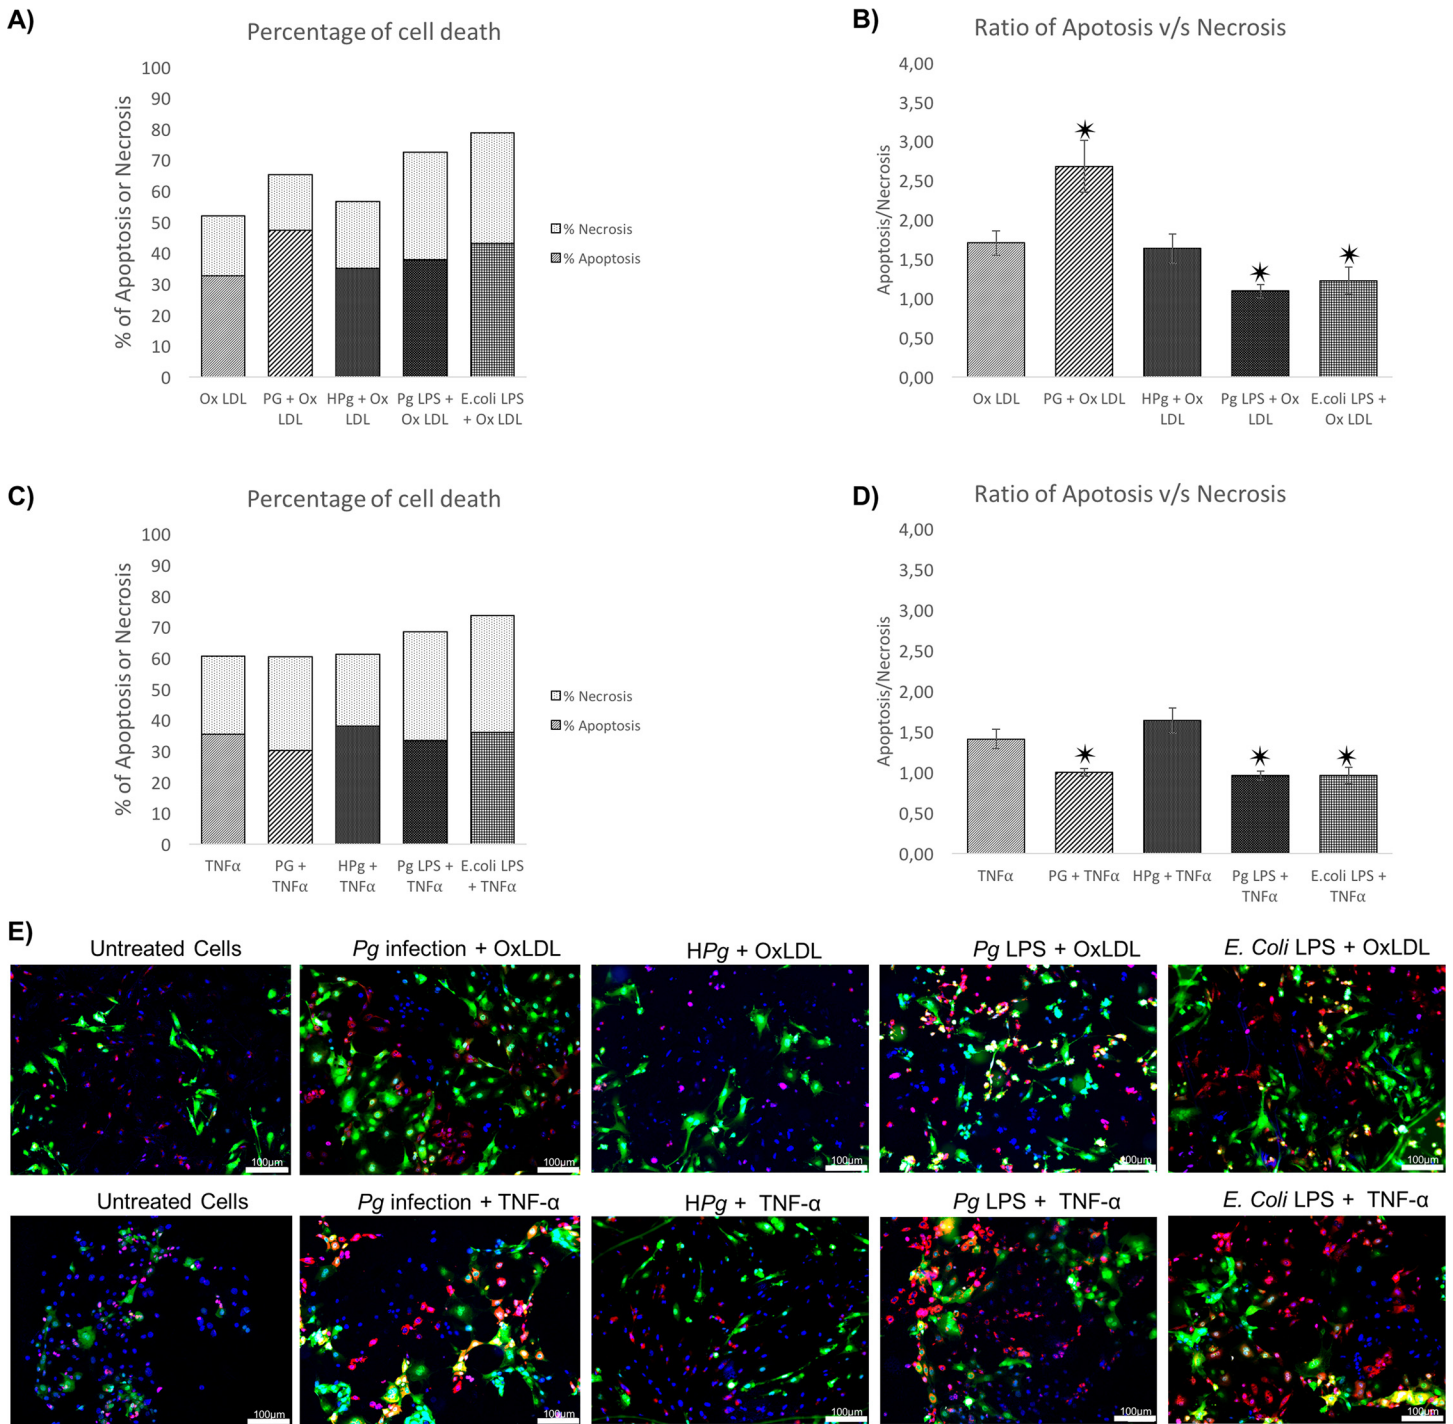 A)
Percentage of cell death
% of Apoptosis or Necrosis
100
90
80
70
60
50
40
30
20
10
0
Ox LDL
PG + Ox
LDL
HPg + Ox
LDL
Pg LPS +
Ox LDL
E.coli LPS
+ Ox LDL
% Necrosis
% Apoptosis
B)
Ratio of Apotosis v/s Necrosis
Apoptosis/Necrosis
4,00
3,50
3,00
2,50
2,00
1,50
1,00
0,50
0,00
Ox LDL
PG + Ox LDL
HPg + Ox
LDL
Pg LPS + Ox
LDL
E.coli LPS +
Ox LDL
C)
Percentage of cell death
% of Apoptosis or Necrosis
100
90
80
70
60
50
40
30
20
10
0
TNFα
PG +
TNFα
HPg +
TNFα
Pg LPS +
TNFα
E.coli LPS
+ TNFα
% Necrosis
% Apoptosis
D)
Ratio of Apotosis v/s Necrosis
Apoptosis/Necrosis
4,00
3,50
3,00
2,50
2,00
1,50
1,00
0,50
0,00
TNFα
PG + TNFα
HPg + TNFα
Pg LPS +
TNFα
E.coli LPS +
TNFα
E)
Untreated Cells
Pg infection + OxLDL
HPg + OxLDL
Pg LPS + OxLDL
E. Coli LPS + OxLDL
100µm
100µm
100µm
100µm
100µm
Untreated Cells
Pg infection + TNF-α
HPg + TNF-α
Pg LPS + TNF-α
E. Coli LPS + TNF-α
100µm
100µm
100µm
100µm
100µm